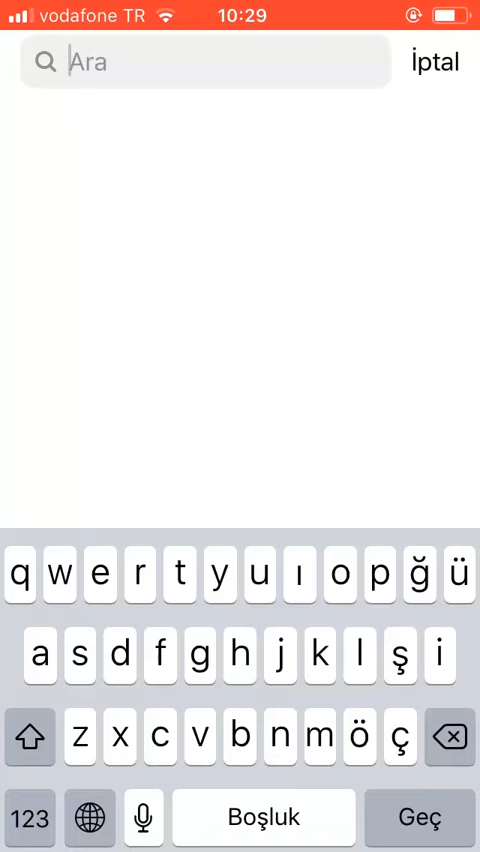 vodafone TR 10:29
Ara İptal
q w e r t y u ı o p ğ ü
a s d f g h j k l ş i
z x c v b n m ö ç
123 Boşluk Geç